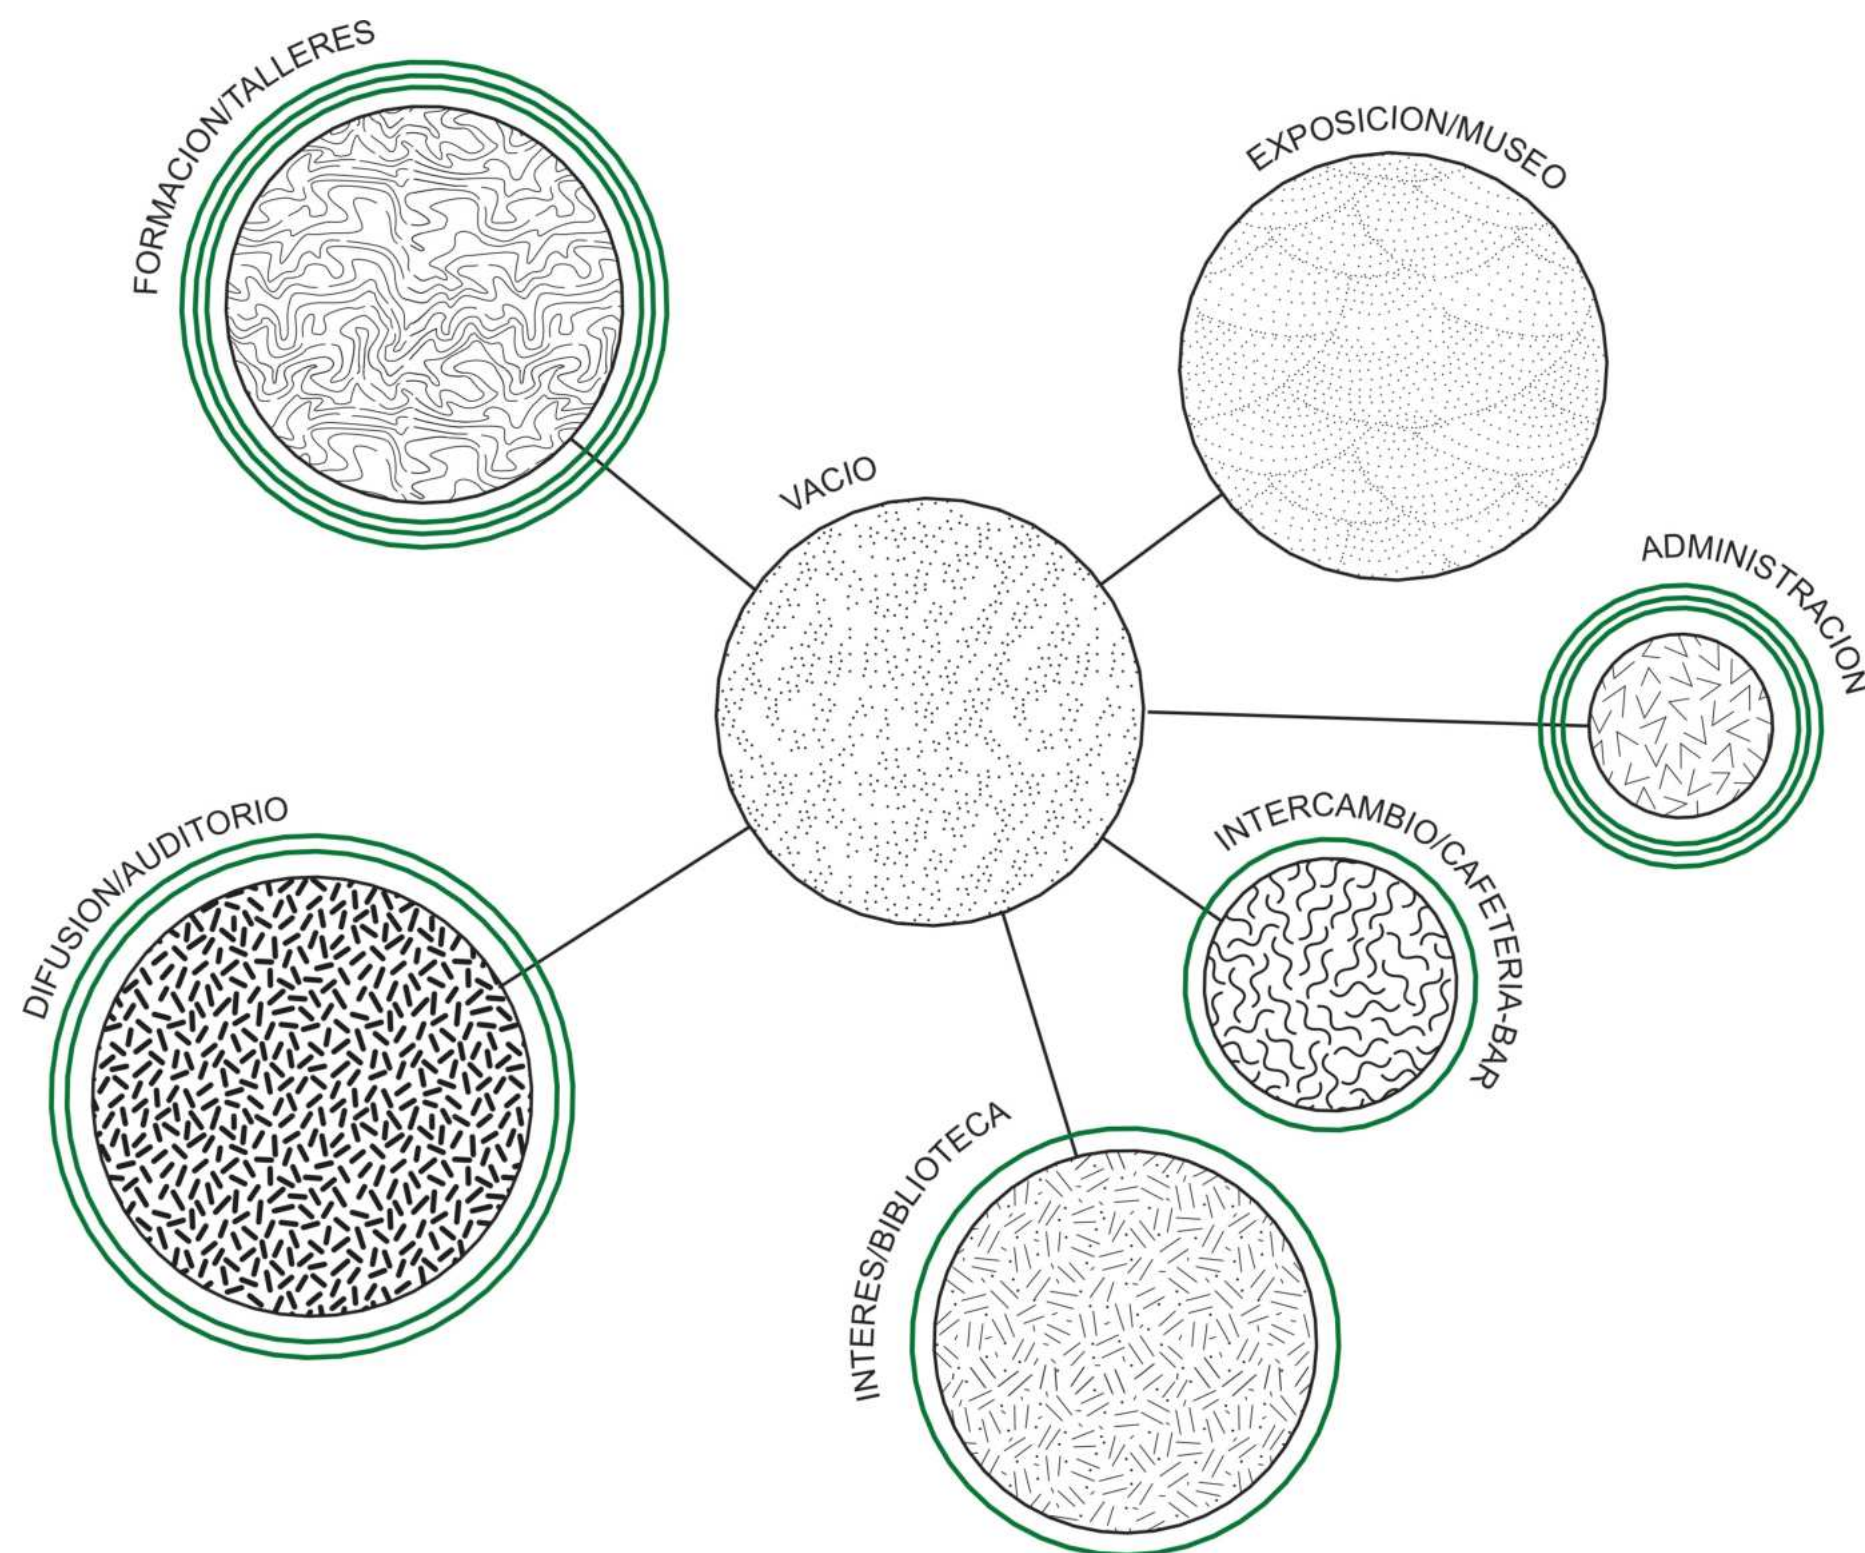 FORMACION/TALLERES
EXPOSICION/MUSEO
VACIO
ADMINISTRACION
INTERCAMBIO/CAFETERIA-BAR
DIFUSION/AUDITORIO
INTERES/BIBLIOTECA